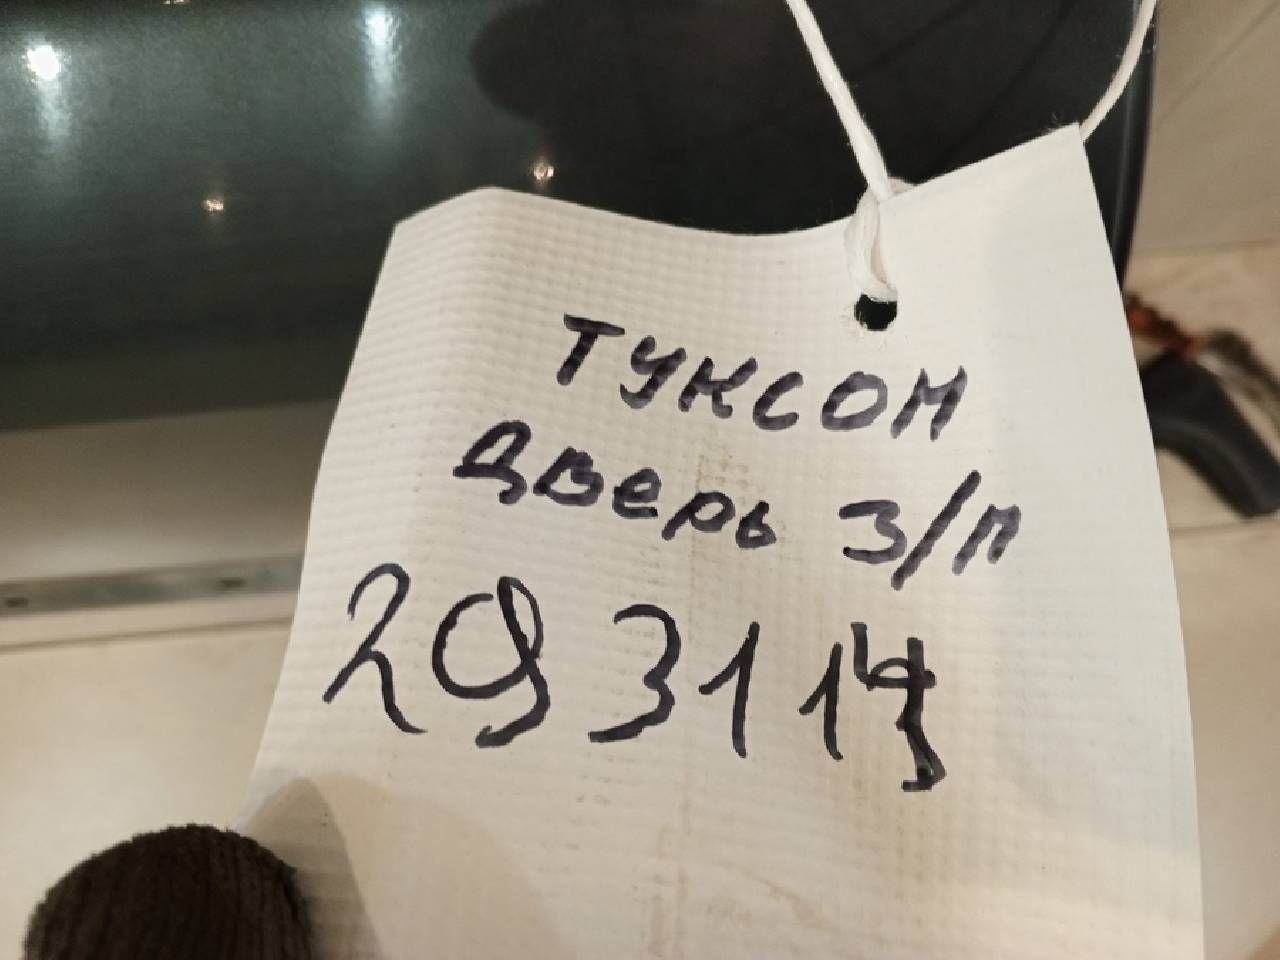 Туксон
Дверь з/п
293114